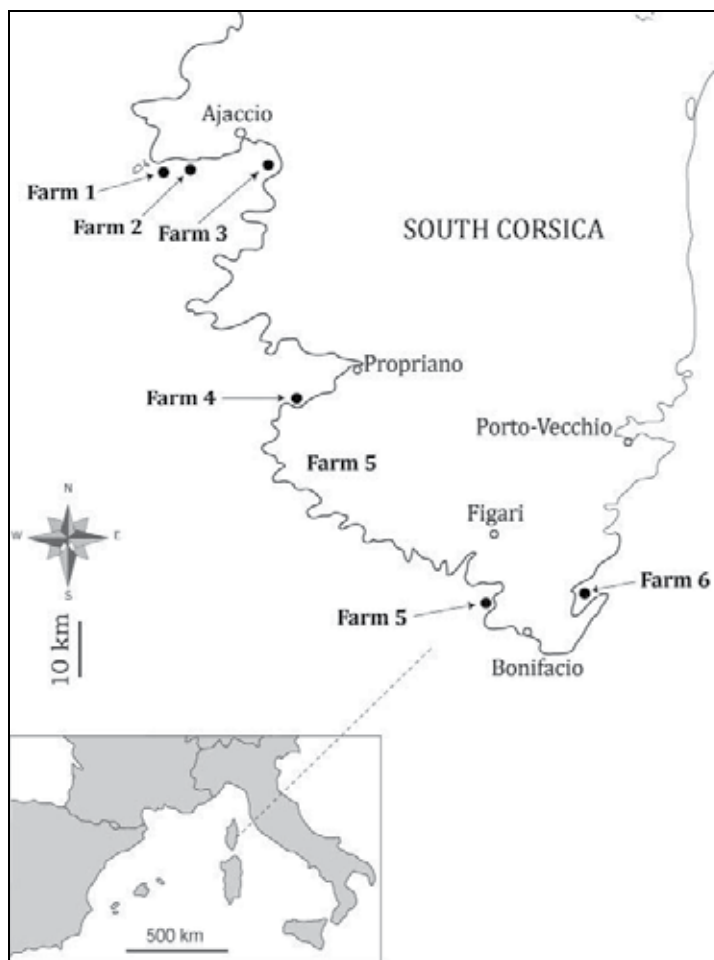 Ajaccio
Farm 1
Farm 2
Farm 3
SOUTH CORSICA
Propriano
Farm 4
Porto-Vecchio
Farm 5
Figari
N
W
E
S
Farm 6
Farm 5
10 km
Bonifacio
500 km